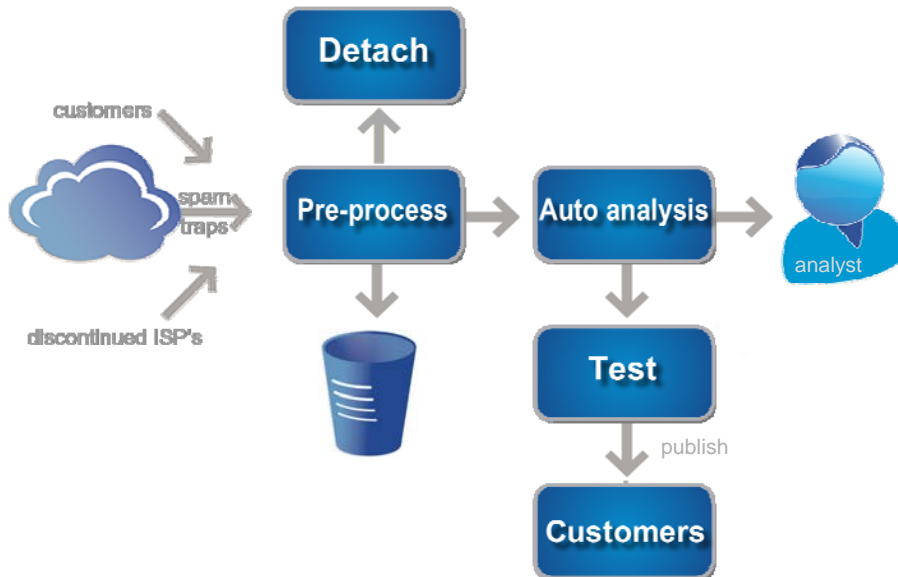 Detach
customers
spam
traps
Pre-process
Auto analysis
analyst
discontinued ISP's
Test
publish
Customers